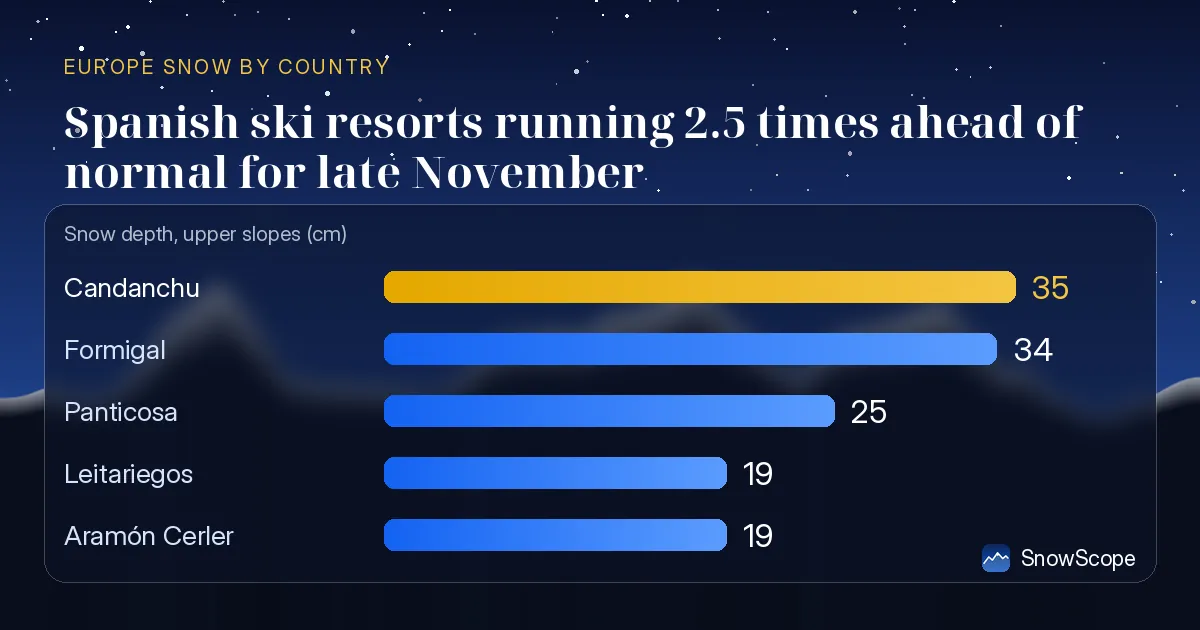 EUROPE SNOW BY COUNTRY
Spanish ski resorts running 2.5 times ahead of
normal for late November
Snow depth, upper slopes (cm)
Candanchu 35
Formigal 34
Panticosa 25
Leitariegos 19
Aramón Cerler 19
SnowScope